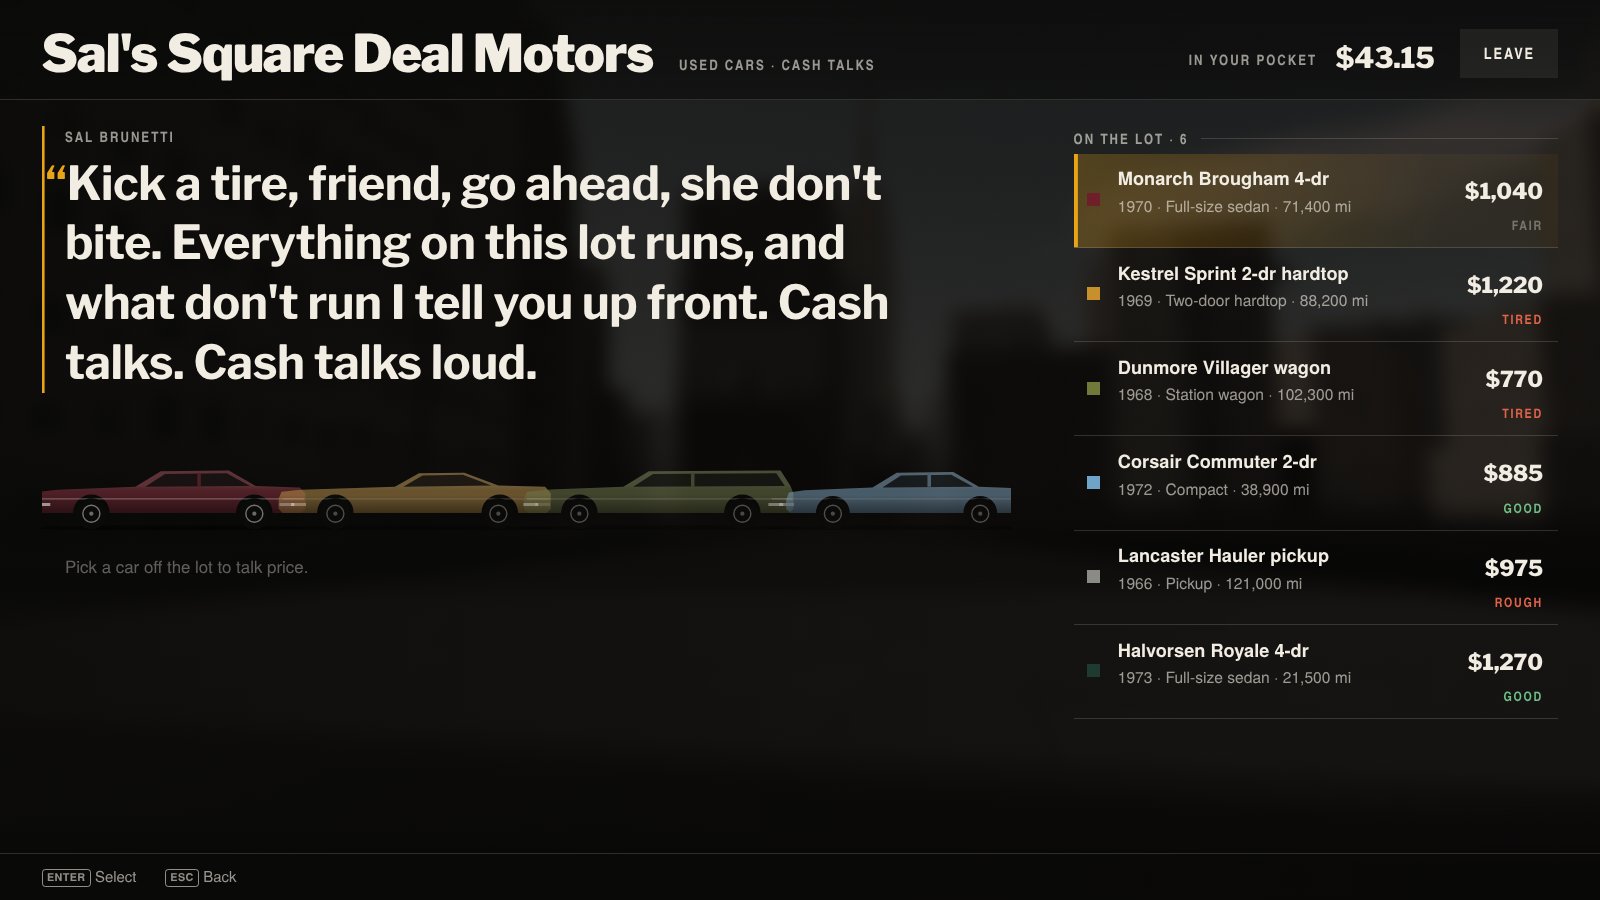 Sal's Square Deal Motors
USED CARS · CASH TALKS
IN YOUR POCKET $43.15
LEAVE
SAL BRUNETTI
“Kick a tire, friend, go ahead, she don't
bite. Everything on this lot runs, and
what don't run I tell you up front. Cash
talks. Cash talks loud.
Pick a car off the lot to talk price.
ON THE LOT · 6
Monarch Brougham 4-dr
1970 · Full-size sedan · 71,400 mi
$1,040
FAIR
Kestrel Sprint 2-dr hardtop
1969 · Two-door hardtop · 88,200 mi
$1,220
TIRED
Dunmore Villager wagon
1968 · Station wagon · 102,300 mi
$770
TIRED
Corsair Commuter 2-dr
1972 · Compact · 38,900 mi
$885
GOOD
Lancaster Hauler pickup
1966 · Pickup · 121,000 mi
$975
ROUGH
Halvorsen Royale 4-dr
1973 · Full-size sedan · 21,500 mi
$1,270
GOOD
ENTER Select
ESC Back